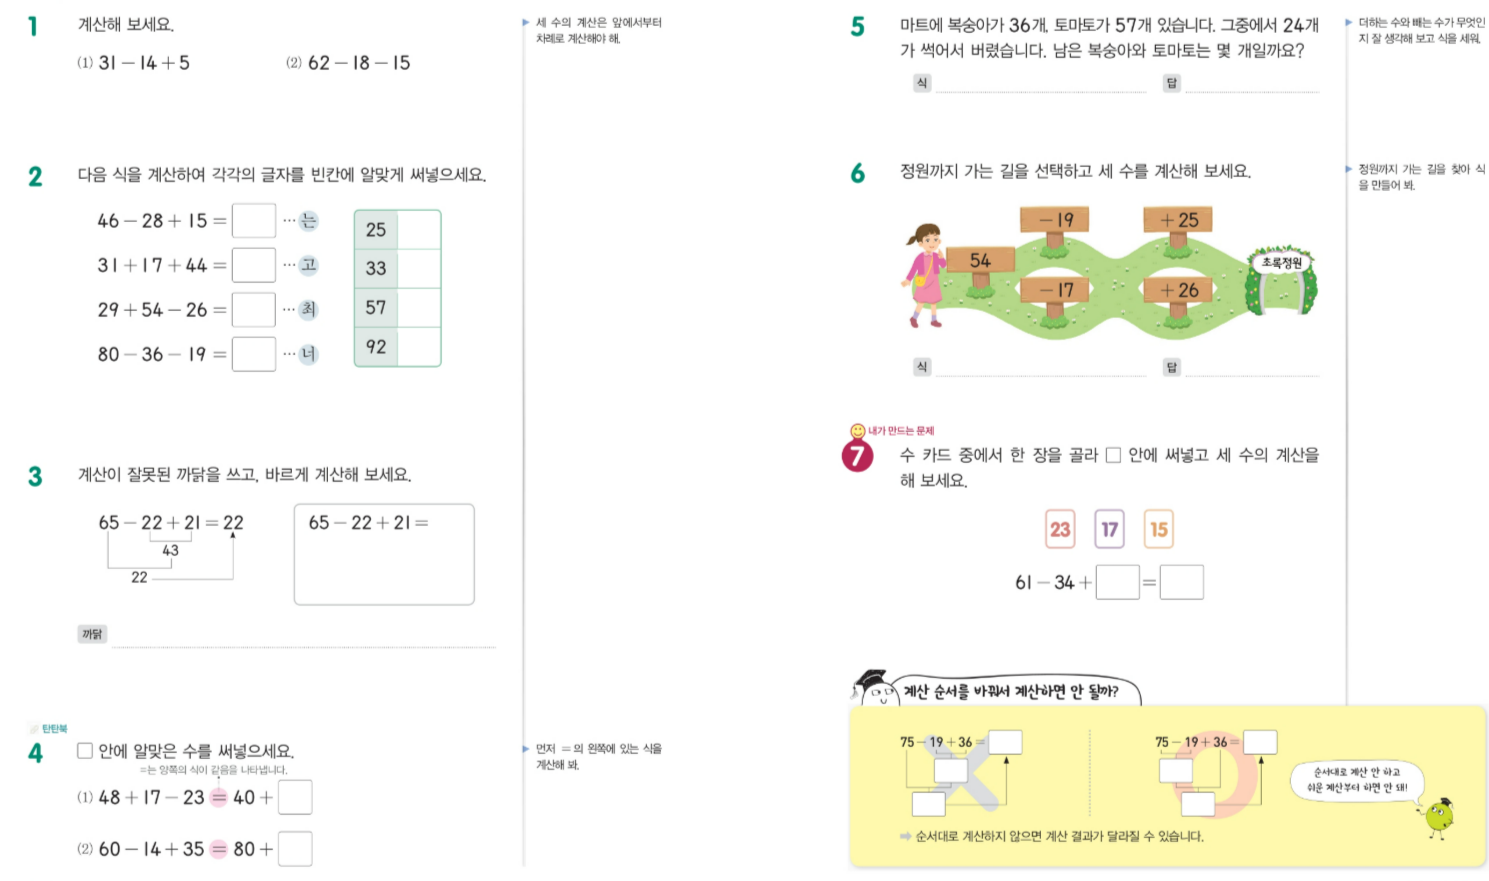 1 계산해 보세요.
(1) 31 − 14 + 5 (2) 62 − 18 − 15
▶ 세 수의 계산은 앞에서부터
차례로 계산해야 해.
2 다음 식을 계산하여 각각의 글자를 빈칸에 알맞게 써넣으세요.
46 − 28 + 15 = □ ··· 는
31 + 17 + 44 = □ ··· 고
29 + 54 − 26 = □ ··· 최
80 − 36 − 19 = □ ··· 너
25
33
57
92
3 계산이 잘못된 까닭을 쓰고, 바르게 계산해 보세요.
65 − 22 + 21 = 22
43
22
65 − 22 + 21 =
까닭
탄탄북
4 □ 안에 알맞은 수를 써넣으세요.
=는 양쪽의 식이 같음을 나타냅니다.
(1) 48 + 17 − 23 = 40 + □
(2) 60 − 14 + 35 = 80 + □
▶ 먼저 = 의 왼쪽에 있는 식을
계산해 봐.
5 마트에 복숭아가 36개, 토마토가 57개 있습니다. 그중에서 24개
가 썩어서 버렸습니다. 남은 복숭아와 토마토는 몇 개일까요?
식 답
▶ 더하는 수와 빼는 수가 무엇인
지 잘 생각해 보고 식을 세워.
6 정원까지 가는 길을 선택하고 세 수를 계산해 보세요.
▶ 정원까지 가는 길을 찾아 식
을 만들어 봐.
− 19 + 25
54
초록정원
− 17 + 26
식 답
내가 만드는 문제
7 수 카드 중에서 한 장을 골라 □ 안에 써넣고 세 수의 계산을
해 보세요.
23 17 15
61 − 34 + □ = □
계산 순서를 바꿔서 계산하면 안 될까?
75 − 19 + 36 = □
75 − 19 + 36 = □
순서대로 계산 안 하고
쉬운 계산부터 하면 안 돼!
➡ 순서대로 계산하지 않으면 계산 결과가 달라질 수 있습니다.